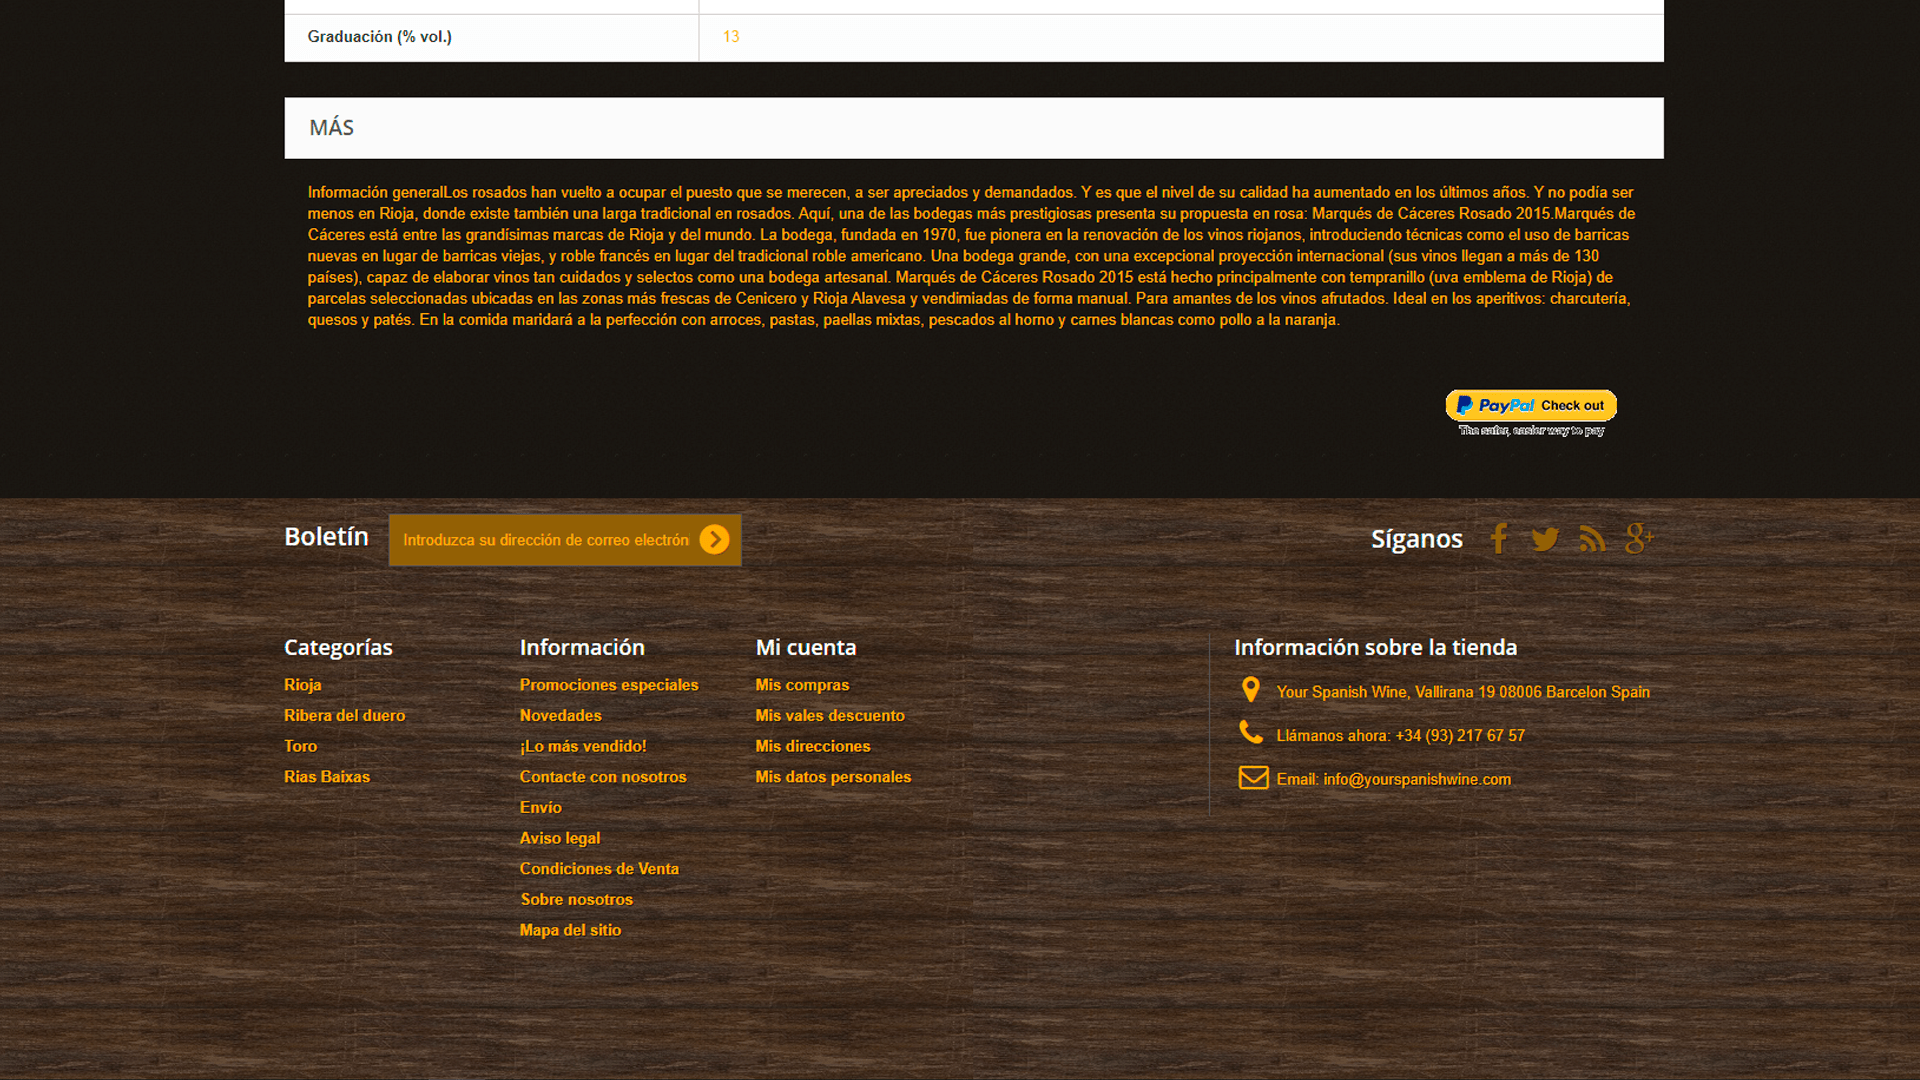 Graduación (% vol.) 13
MÁS
Información generalLos rosados han vuelto a ocupar el puesto que se merecen, a ser apreciados y demandados. Y es que el nivel de su calidad ha aumentado en los últimos años. Y no podía ser
menos en Rioja, donde existe también una larga tradicional en rosados. Aquí, una de las bodegas más prestigiosas presenta su propuesta en rosa: Marqués de Cáceres Rosado 2015.Marqués de
Cáceres está entre las grandísimas marcas de Rioja y del mundo. La bodega, fundada en 1970, fue pionera en la renovación de los vinos riojanos, introduciendo técnicas como el uso de barricas
nuevas en lugar de barricas viejas, y roble francés en lugar del tradicional roble americano. Una bodega grande, con una excepcional proyección internacional (sus vinos llegan a más de 130
países), capaz de elaborar vinos tan cuidados y selectos como una bodega artesanal. Marqués de Cáceres Rosado 2015 está hecho principalmente con tempranillo (uva emblema de Rioja) de
parcelas seleccionadas ubicadas en las zonas más frescas de Cenicero y Rioja Alavesa y vendimiadas de forma manual. Para amantes de los vinos afrutados. Ideal en los aperitivos: charcutería,
quesos y patés. En la comida maridará a la perfección con arroces, pastas, paellas mixtas, pescados al horno y carnes blancas como pollo a la naranja.
PayPal Check out
The safer, easier way to pay
Boletín
Introduzca su dirección de correo electrón
Síganos
Categorías
Rioja
Ribera del duero
Toro
Rias Baixas
Información
Promociones especiales
Novedades
¡Lo más vendido!
Contacte con nosotros
Envío
Aviso legal
Condiciones de Venta
Sobre nosotros
Mapa del sitio
Mi cuenta
Mis compras
Mis vales descuento
Mis direcciones
Mis datos personales
Información sobre la tienda
Your Spanish Wine, Vallirana 19 08006 Barcelon Spain
Llámanos ahora: +34 (93) 217 67 57
Email: info@yourspanishwine.com